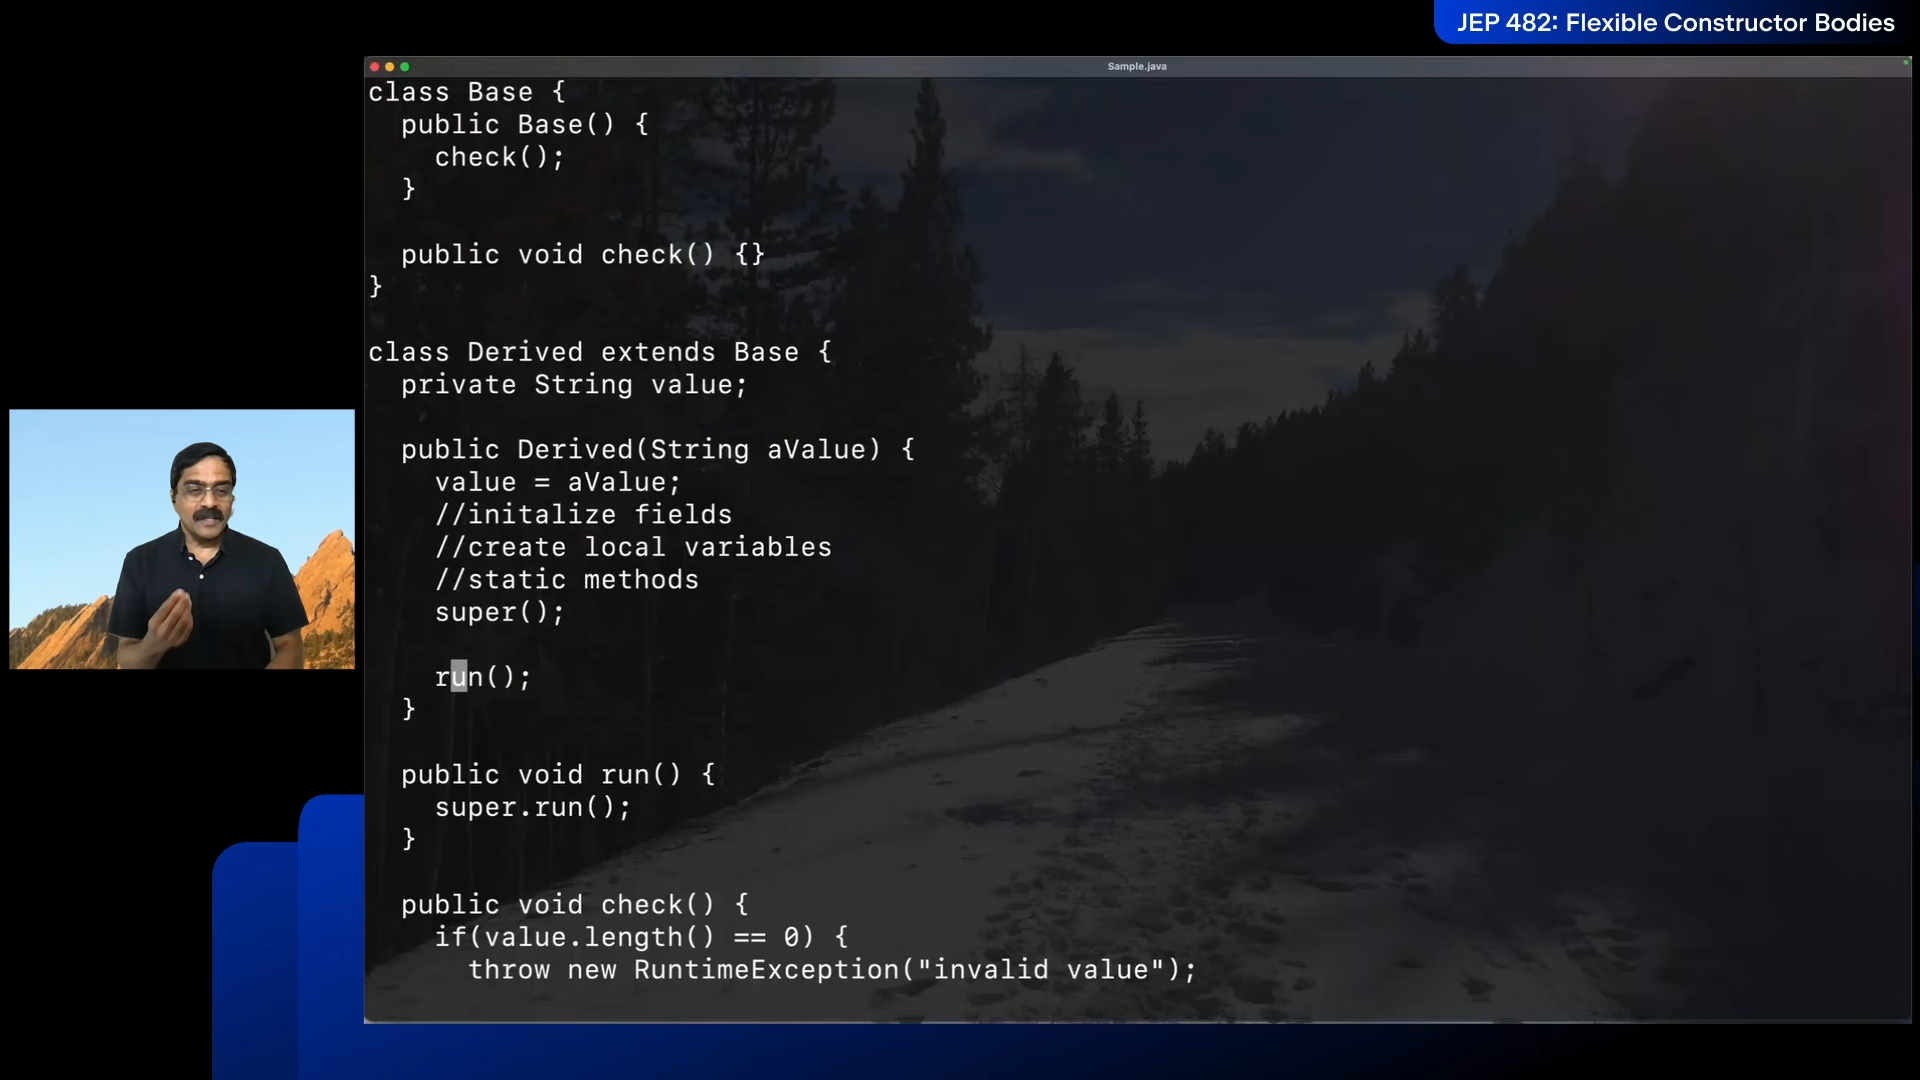 JEP 482: Flexible Constructor Bodies
Sample.java
class Base {
  public Base() {
    check();
  }

  public void check() {}
}

class Derived extends Base {
  private String value;

  public Derived(String aValue) {
    value = aValue;
    //initalize fields
    //create local variables
    //static methods
    super();

    run();
  }

  public void run() {
    super.run();
  }

  public void check() {
    if(value.length() == 0) {
      throw new RuntimeException("invalid value");